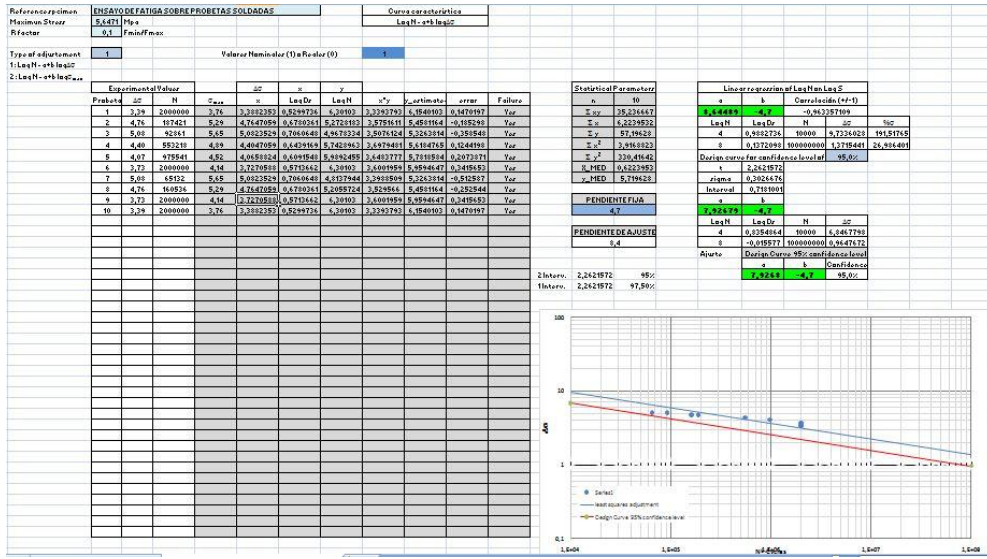 Reference specimen ENSAYO DE FATIGA SOBRE PROBETAS SOLDADAS Curva característica
Maximun Stress 5,6471 Mpa Log N = a+b log Δσ
R factor 0,1 Fmin/Fmax
Type of adjustement 1 Valores Nominales (1) o Reales (0) 1
1: Log N = a+b log Δσ
2: Log N = a+b log σmax
Experimental Values Δσ x y Statistical Parameters Linear regression of Log N on Log S
Probeta Δσ N σmax x Log Ds Log N x*y y_estimate error Failure n 10 a b Correlación (+/-1)
1 3,39 2000000 3,76 3,3882353 0,5299736 6,30103 3,3393793 6,1540103 0,1470197 Yes Σ xy 35,236667 8,64489 -4,7 -0,963357109
2 4,76 187421 5,29 4,7647059 0,6780361 5,2728183 3,5751611 5,4581164 -0,185298 Yes Σ x 6,2239532 Log N Log Ds N Δσ %σ
3 5,08 92861 5,65 5,0823529 0,7060648 4,9678334 3,5076124 5,3263814 -0,358548 Yes Σ y 57,19628 4 0,9882736 10000 9,7336028 191,51765
4 4,40 553218 4,89 4,4047059 0,6439169 5,7428963 3,6979481 5,6184765 0,1244198 Yes Σ x² 3,9168823 8 0,1372098 100000000 1,3715441 26,986401
5 4,07 975541 4,52 4,0658824 0,6091548 5,9892455 3,6483777 5,7818584 0,2073871 Yes Σ y² 330,41642 Design curve for confidence level of 95,0%
6 3,73 2000000 4,14 3,7270588 0,5713662 6,30103 3,6001959 5,9594647 0,3415653 Yes X_MED 0,6223953 t 2,2621572
7 5,08 65132 5,65 5,0823529 0,7060648 4,8137944 3,3988509 5,3263814 -0,512587 Yes y_MED 5,719628 sigma 0,3026676
8 4,76 160536 5,29 4,7647059 0,6780361 5,2055724 3,529566 5,4581164 -0,252544 Yes Interval 0,7181001
9 3,73 2000000 4,14 3,7270588 0,5713662 6,30103 3,6001959 5,9594647 0,3415653 Yes PENDIENTE FIJA a b
10 3,39 2000000 3,76 3,3882353 0,5299736 6,30103 3,3393793 6,1540103 0,1470197 Yes 4,7 7,92679 -4,7
Log N Log Ds N Δσ
PENDIENTE DE AJUSTE 4 0,8354864 10000 6,8467798
8,4 8 -0,015577 100000000 0,9647672
Ajuste Design Curve 95% confidence level
a b Confidence
2 Interv. 2,2621572 95% 7,9268 -4,7 95,0%
1 Interv. 2,2621572 97,50%
100
10
Δσ
1
Series1
least squares adjustment
Design Curve 95% confidence level
0,1
1,E+04 1,E+05 1,E+06 1,E+07 1,E+08